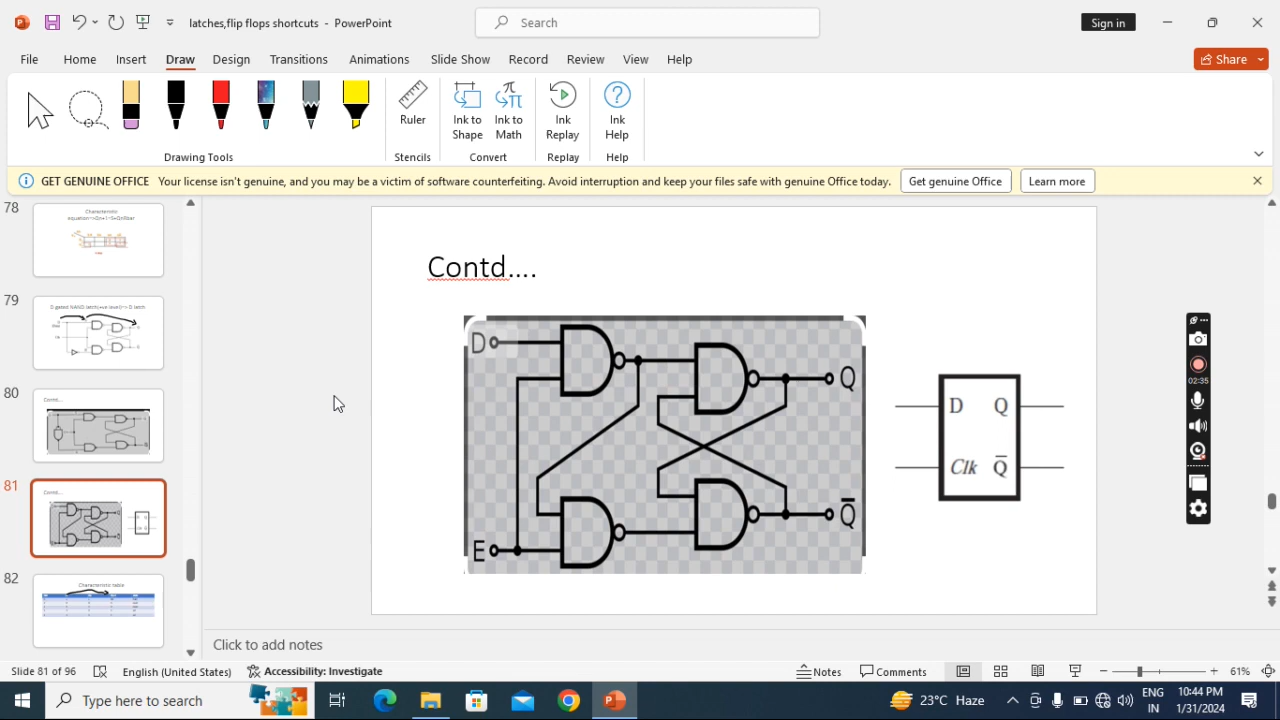 latches,flip flops shortcuts - PowerPoint
Search
Sign in
File Home Insert Draw Design Transitions Animations Slide Show Record Review View Help
Share
Ruler
Ink to Shape
Ink to Math
Ink Replay
Ink Help
Drawing Tools
Stencils
Convert
Replay
Help
GET GENUINE OFFICE Your license isn't genuine, and you may be a victim of software counterfeiting. Avoid interruption and keep your files safe with genuine Office today.
Get genuine Office
Learn more
78
Characteristic
79
80
Contd....
81
Contd....
82
Characteristic table
Contd....
D
E
Q
Q̅
D Q
Clk Q̅
02:35
Click to add notes
Slide 81 of 96
English (United States)
Accessibility: Investigate
Notes
Comments
61%
Type here to search
23°C Haze
ENG
IN
10:44 PM
1/31/2024